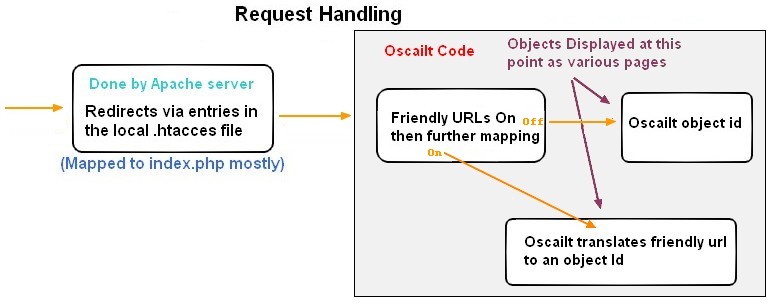 Request Handling
Oscailt Code
Objects Displayed at this
point as various pages
Done by Apache server
Redirects via entries in
the local .htacces file
(Mapped to index.php mostly)
Friendly URLs On
then further mapping
Off
On
Oscailt object id
Oscailt translates friendly url
to an object Id